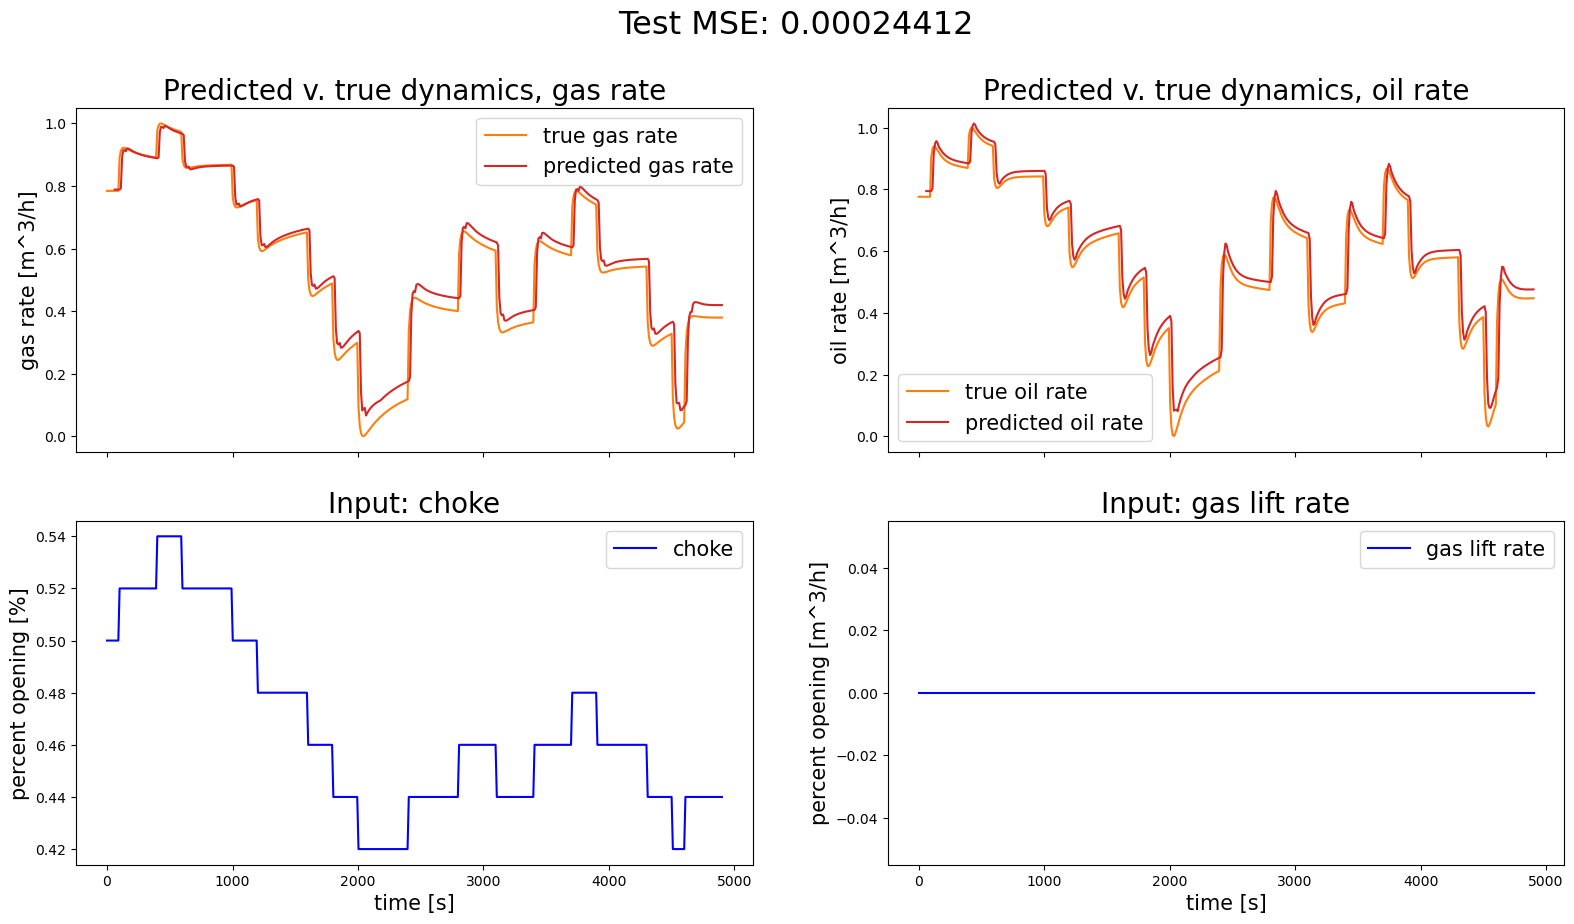 Test MSE: 0.00024412
Predicted v. true dynamics, gas rate
gas rate [m^3/h]
1.0
0.8
0.6
0.4
0.2
0.0
true gas rate
predicted gas rate
Predicted v. true dynamics, oil rate
oil rate [m^3/h]
1.0
0.8
0.6
0.4
0.2
0.0
true oil rate
predicted oil rate
Input: choke
percent opening [%]
0.54
0.52
0.50
0.48
0.46
0.44
0.42
choke
0 1000 2000 3000 4000 5000
time [s]
Input: gas lift rate
percent opening [m^3/h]
0.04
0.02
0.00
−0.02
−0.04
gas lift rate
0 1000 2000 3000 4000 5000
time [s]